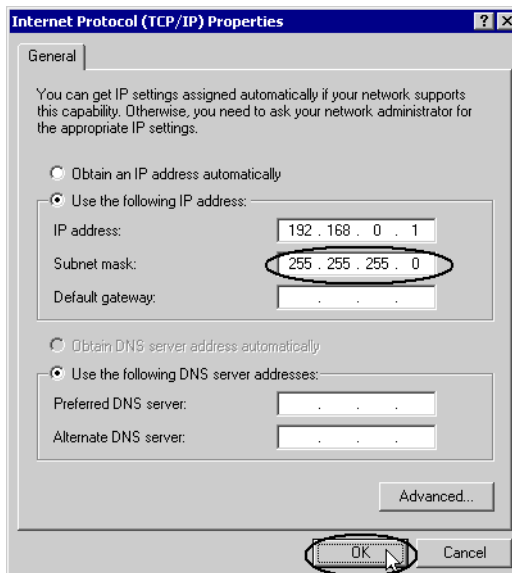 Internet Protocol (TCP/IP) Properties
General
You can get IP settings assigned automatically if your network supports
this capability. Otherwise, you need to ask your network administrator for
the appropriate IP settings.
Obtain an IP address automatically
Use the following IP address:
IP address: 192 . 168 . 0 . 1
Subnet mask: 255 . 255 . 255 . 0
Default gateway: . . .
Obtain DNS server address automatically
Use the following DNS server addresses:
Preferred DNS server: . . .
Alternate DNS server: . . .
Advanced...
OK Cancel